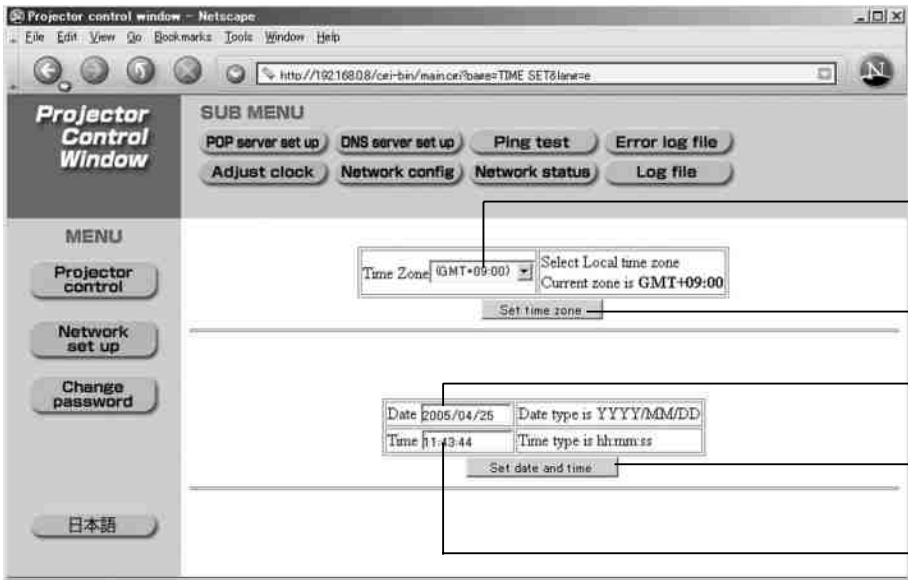 Projector control window - Netscape
File Edit View Go Bookmarks Tools Window Help
http://192.168.0.8/cgi-bin/main.cgi?page=TIME SET&lang=e
Projector
Control
Window
SUB MENU
POP server set up
DNS server set up
Ping test
Error log file
Adjust clock
Network config
Network status
Log file
MENU
Projector
control
Network
set up
Change
password
日本語
Time Zone (GMT+09:00)
Select Local time zone
Current zone is GMT+09:00
Set time zone
Date 2005/04/25 Date type is YYYY/MM/DD
Time 11:43:44 Time type is hh:mm:ss
Set date and time